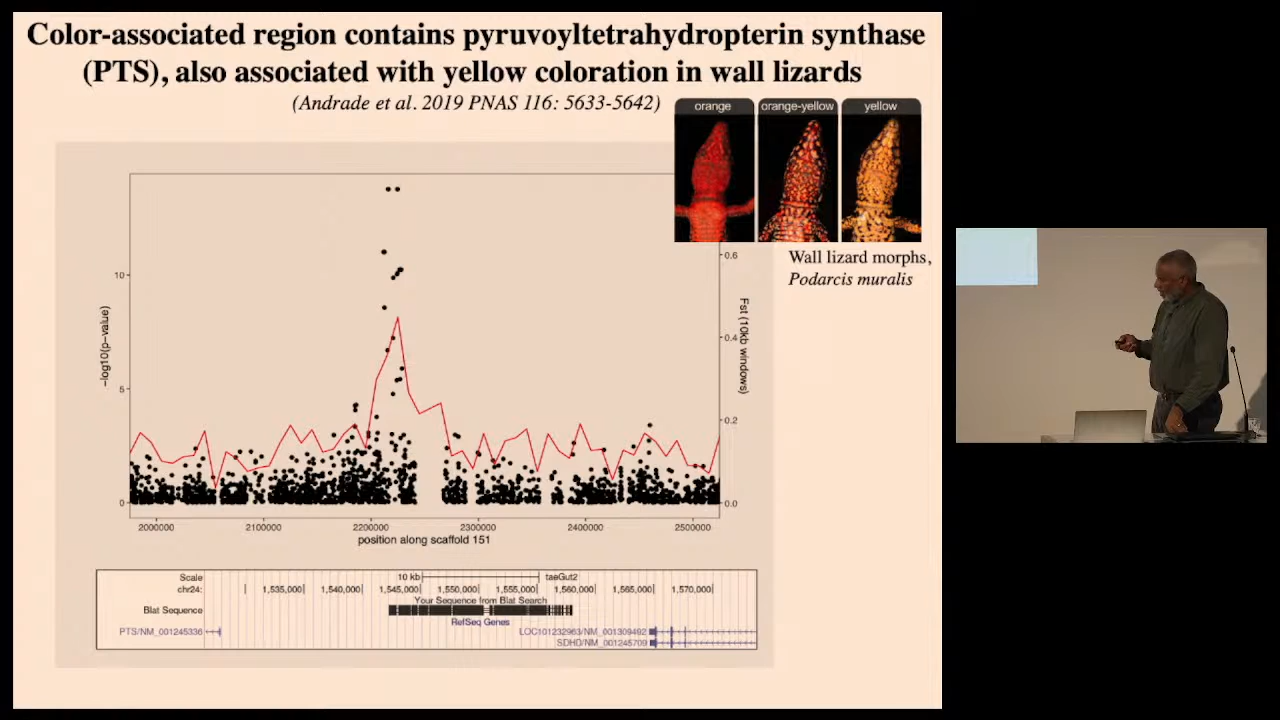 Color-associated region contains pyruvoyltetrahydropterin synthase
(PTS), also associated with yellow coloration in wall lizards
(Andrade et al. 2019 PNAS 116: 5633-5642)
orange
orange-yellow
yellow
Wall lizard morphs,
Podarcis muralis
−log10(p−value)
10
5
0
0.6
0.4
0.2
0.0
Fst (10kb windows)
2000000 2100000 2200000 2300000 2400000 2500000
position along scaffold 151
Scale 10 kb taeGut2
chr24: 1,535,000 1,540,000 1,545,000 1,550,000 1,555,000 1,560,000 1,565,000 1,570,000
Your Sequence from Blat Search
Blat Sequence
RefSeq Genes
PTS/NM_001245336 LOC101232963/NM_001309492
SDHD/NM_001245709